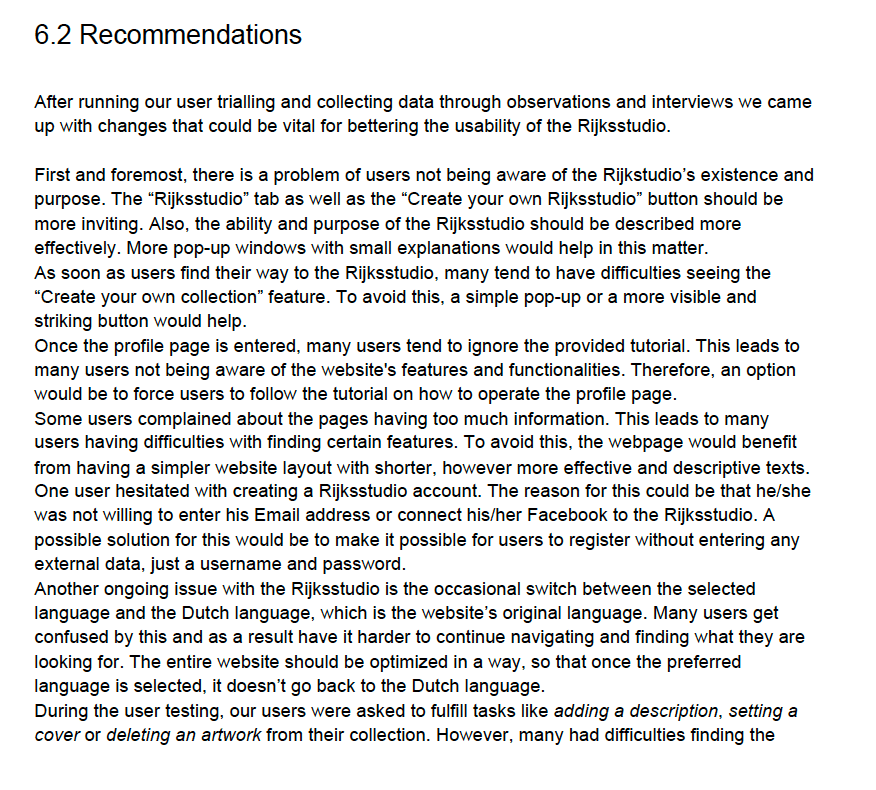 6.2 Recommendations
After running our user trialling and collecting data through observations and interviews we came
up with changes that could be vital for bettering the usability of the Rijksstudio.
First and foremost, there is a problem of users not being aware of the Rijkstudio’s existence and
purpose. The “Rijksstudio” tab as well as the “Create your own Rijksstudio” button should be
more inviting. Also, the ability and purpose of the Rijksstudio should be described more
effectively. More pop-up windows with small explanations would help in this matter.
As soon as users find their way to the Rijksstudio, many tend to have difficulties seeing the
“Create your own collection” feature. To avoid this, a simple pop-up or a more visible and
striking button would help.
Once the profile page is entered, many users tend to ignore the provided tutorial. This leads to
many users not being aware of the website's features and functionalities. Therefore, an option
would be to force users to follow the tutorial on how to operate the profile page.
Some users complained about the pages having too much information. This leads to many
users having difficulties with finding certain features. To avoid this, the webpage would benefit
from having a simpler website layout with shorter, however more effective and descriptive texts.
One user hesitated with creating a Rijksstudio account. The reason for this could be that he/she
was not willing to enter his Email address or connect his/her Facebook to the Rijksstudio. A
possible solution for this would be to make it possible for users to register without entering any
external data, just a username and password.
Another ongoing issue with the Rijksstudio is the occasional switch between the selected
language and the Dutch language, which is the website’s original language. Many users get
confused by this and as a result have it harder to continue navigating and finding what they are
looking for. The entire website should be optimized in a way, so that once the preferred
language is selected, it doesn’t go back to the Dutch language.
During the user testing, our users were asked to fulfill tasks like adding a description, setting a
cover or deleting an artwork from their collection. However, many had difficulties finding the